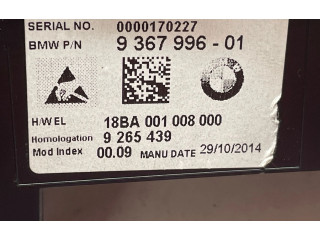 SERIAL NO. 0000170227
BMW P/N 9 367 996 - 01
H/W EL 18BA 001 008 000
Homologation 9 265 439
Mod Index 00.09 MANU DATE 29/10/2014